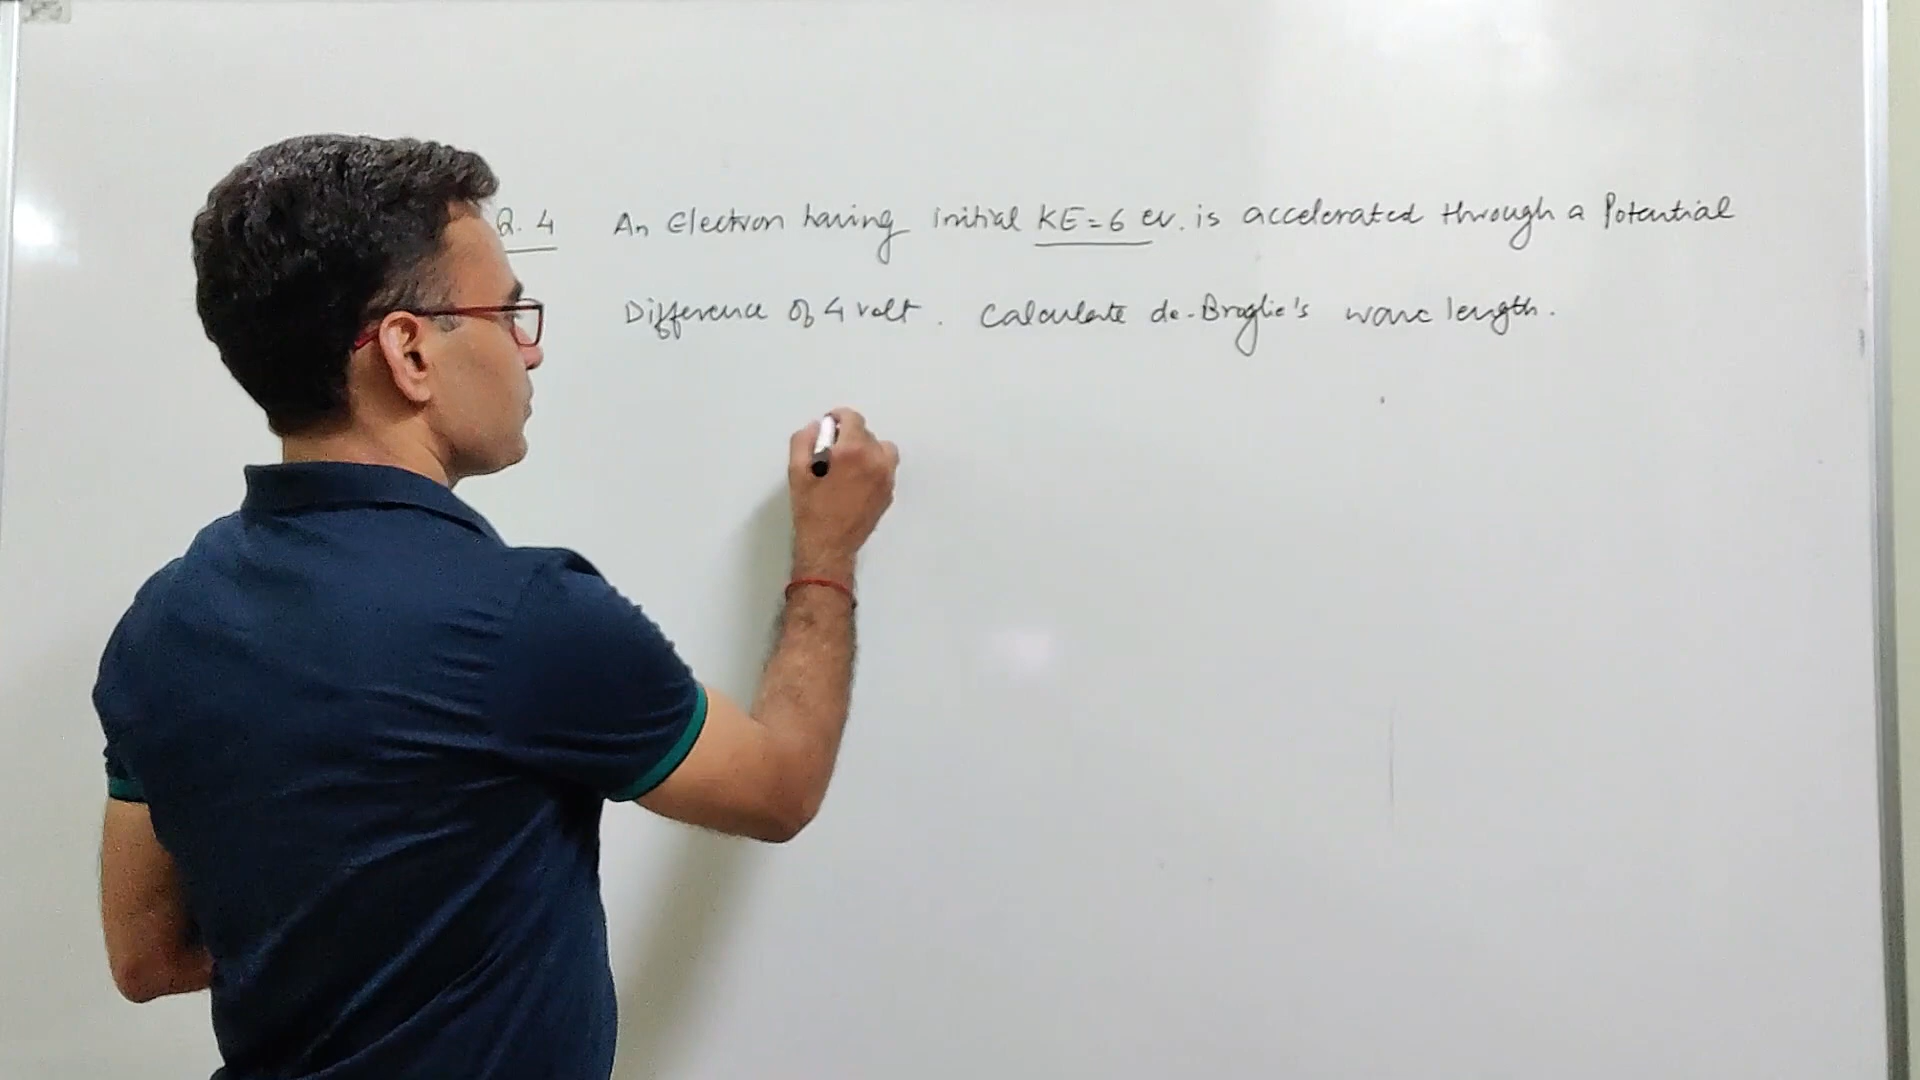 Q. 4 An Electron having initial KE=6 ev. is accelerated through a Potential
Difference of 4 volt. Calculate de-Broglie's wave length.